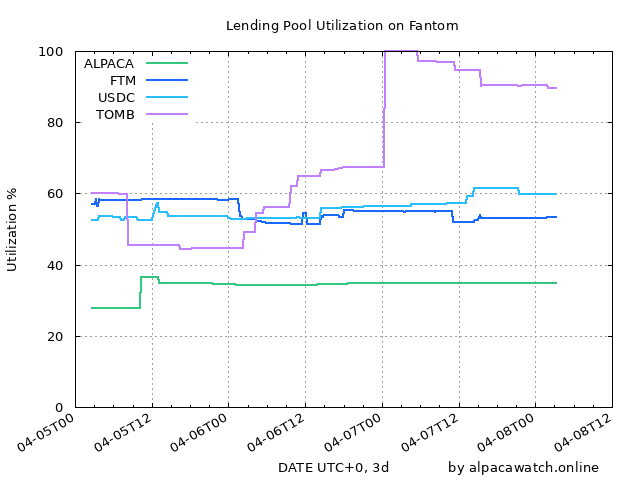 Lending Pool Utilization on Fantom
ALPACA
FTM
USDC
TOMB
Utilization %
100
80
60
40
20
0
04-05T00
04-05T12
04-06T00
04-06T12
04-07T00
04-07T12
04-08T00
04-08T12
DATE UTC+0, 3d
by alpacawatch.online